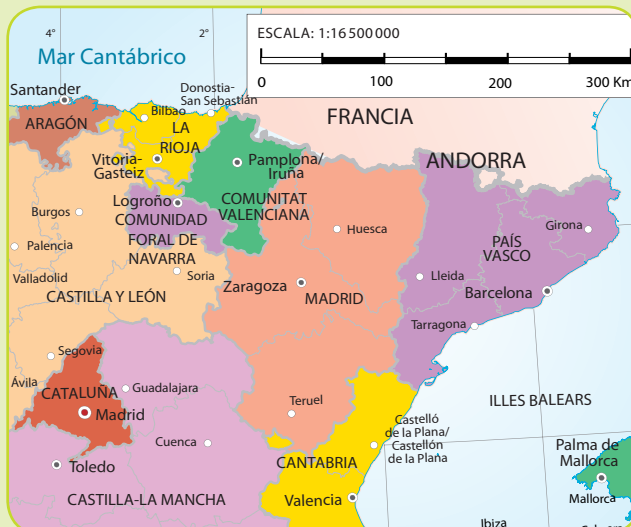 4°
2°
ESCALA: 1:16 500 000
0
100
200
300 Km
Mar Cantábrico
Santander
Donostia-
San Sebastián
Bilbao
ARAGÓN
LA
RIOJA
FRANCIA
Vitoria-
Gasteiz
Pamplona/
Iruña
ANDORRA
Logroño
COMUNITAT
VALENCIANA
Burgos
COMUNIDAD
FORAL DE
NAVARRA
Huesca
Girona
Palencia
PAÍS
VASCO
Valladolid
Soria
Lleida
Zaragoza
MADRID
Barcelona
CASTILLA Y LEÓN
Tarragona
Segovia
Ávila
CATALUÑA
Guadalajara
Madrid
Teruel
ILLES BALEARS
Castelló
de la Plana/
Castellón
de la Plana
Cuenca
Toledo
CANTABRIA
Palma de
Mallorca
CASTILLA-LA MANCHA
Valencia
Mallorca
Ibiza